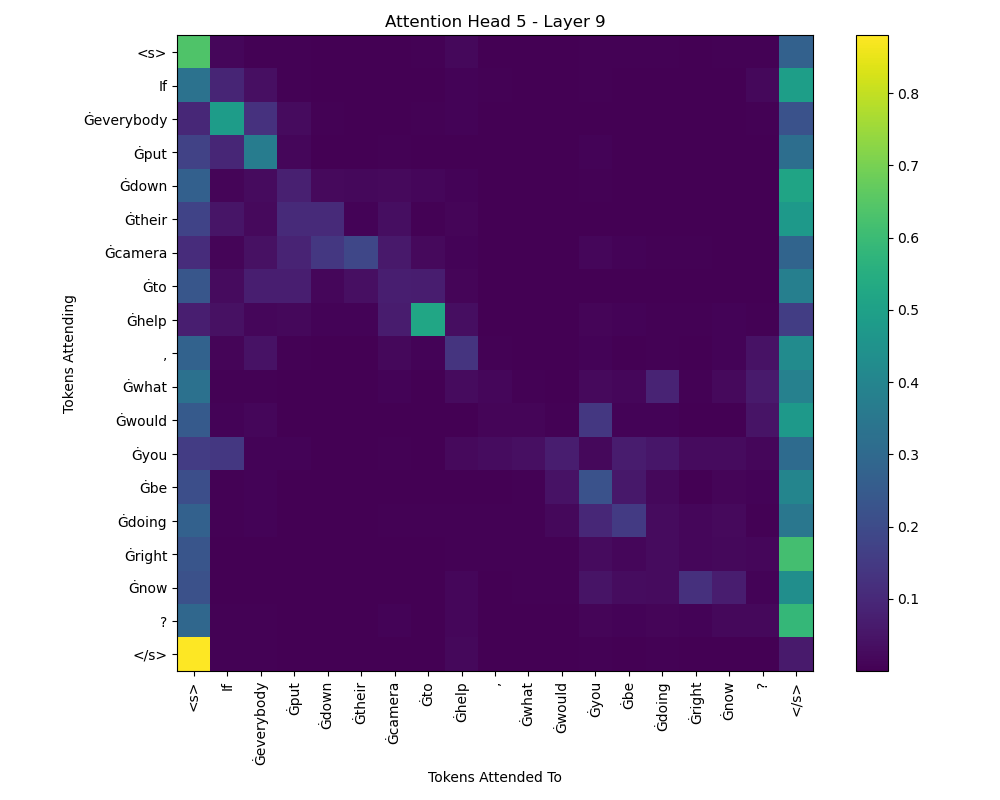 Attention Head 5 - Layer 9
Tokens Attending
<s>
If
Ġeverybody
Ġput
Ġdown
Ġtheir
Ġcamera
Ġto
Ġhelp
,
Ġwhat
Ġwould
Ġyou
Ġbe
Ġdoing
Ġright
Ġnow
?
</s>
<s>
If
Ġeverybody
Ġput
Ġdown
Ġtheir
Ġcamera
Ġto
Ġhelp
,
Ġwhat
Ġwould
Ġyou
Ġbe
Ġdoing
Ġright
Ġnow
?
</s>
Tokens Attended To
0.8
0.7
0.6
0.5
0.4
0.3
0.2
0.1